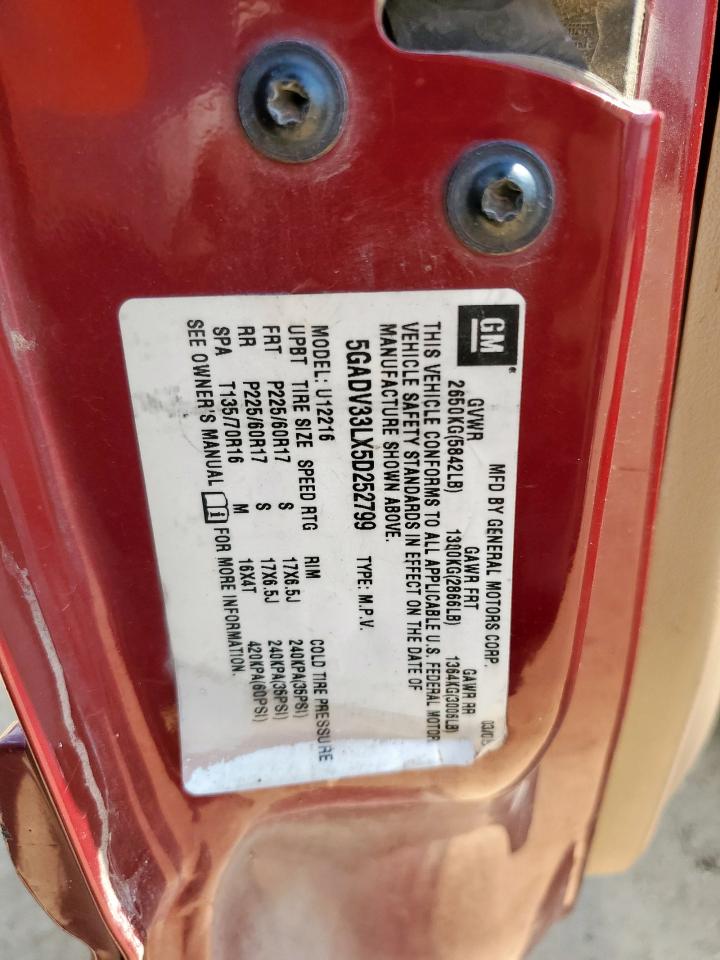 GM
MFD BY GENERAL MOTORS CORP.
GVWR GAWR FRT GAWR RR
2650KG(5842LB) 1300KG(2866LB) 1364KG(3006LB)
THIS VEHICLE CONFORMS TO ALL APPLICABLE U.S. FEDERAL MOTOR
VEHICLE SAFETY STANDARDS IN EFFECT ON THE DATE OF
MANUFACTURE SHOWN ABOVE.
5GADV33LX5D252799 TYPE: M.P.V.
MODEL: U12216
UPBT TIRE SIZE SPEED RTG RIM COLD TIRE PRESSURE
FRT P225/60R17 S 17X6.5J 240KPA(35PSI)
RR P225/60R17 S 17X6.5J 240KPA(35PSI)
SPA T135/70R16 M 16X4T 420KPA(60PSI)
SEE OWNER'S MANUAL FOR MORE INFORMATION.